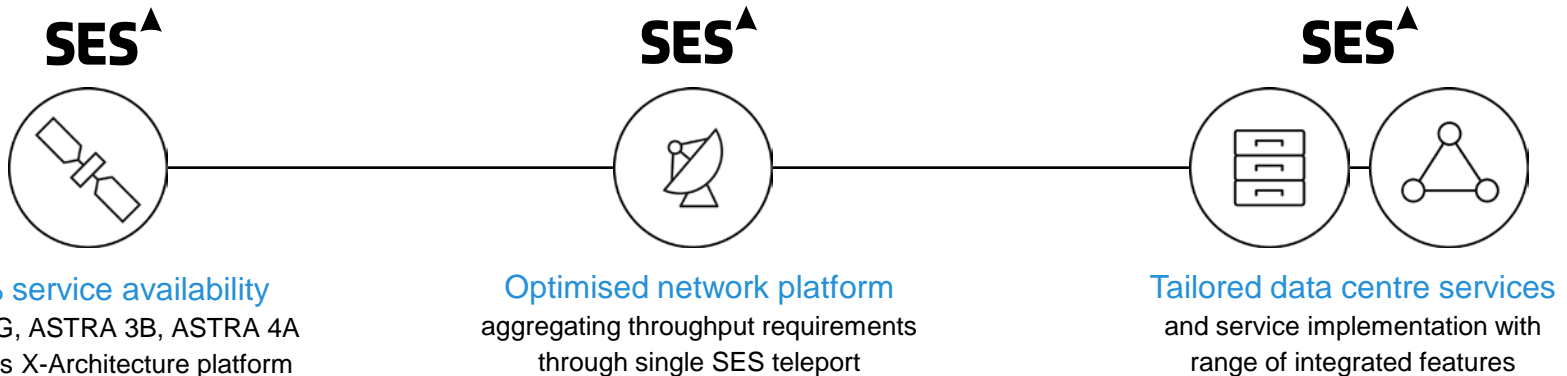 SES SES SES
service availability
Optimised network platform
Tailored data centre services
G, ASTRA 3B, ASTRA 4A
aggregating throughput requirements
and service implementation with
s X-Architecture platform
through single SES teleport
range of integrated features